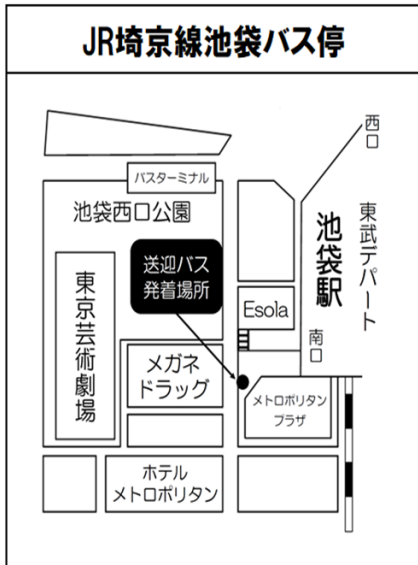 JR埼京線池袋バス停
西口
バスターミナル
池袋西口公園
東武デパート
池袋駅
送迎バス
発着場所
東京芸術劇場
Esola
南口
メガネ
ドラッグ
メトロポリタン
プラザ
ホテル
メトロポリタン